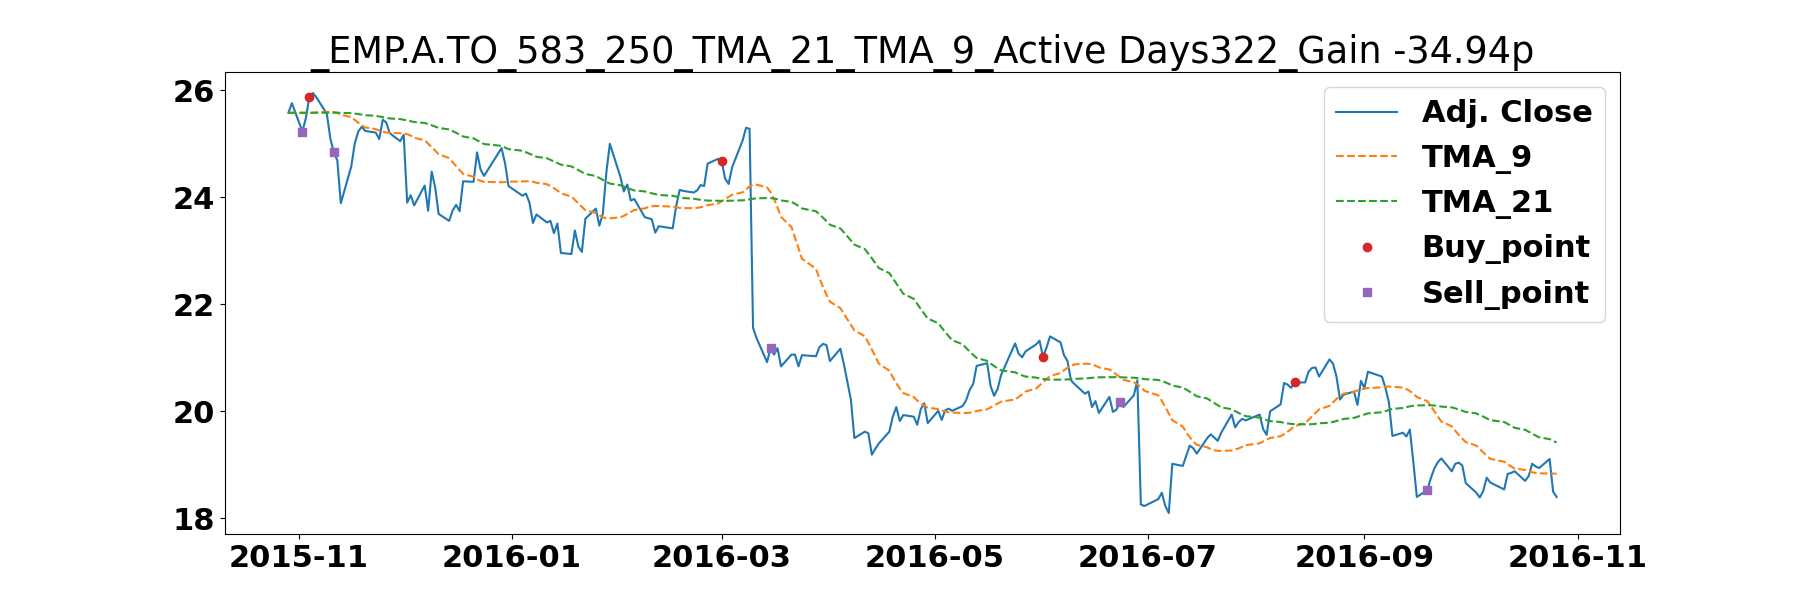 _EMP.A.TO_583_250_TMA_21_TMA_9_Active Days322_Gain -34.94p
26
24
22
20
18
Adj. Close
TMA_9
TMA_21
Buy_point
Sell_point
2015-11 2016-01 2016-03 2016-05 2016-07 2016-09 2016-11